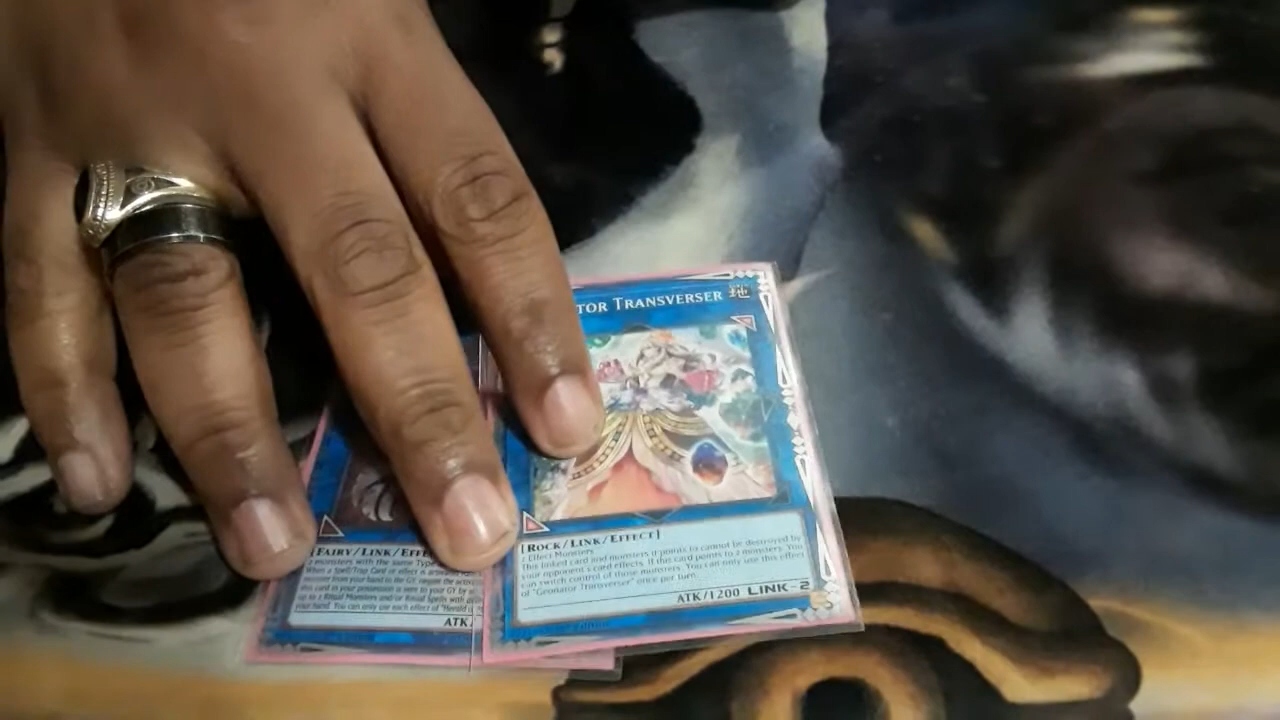 TOR TRANSVERSER
[ROCK/LINK/EFFECT]
2 Effect Monsters
This linked card and monsters it points to cannot be destroyed by
your opponent's card effects. If this card points to 2 monsters: You
can switch control of those monsters. You can only use this effect
of "Geonator Transverser" once per turn.
ATK/1200 LINK-2
[FAIRY/LINK/EFFE
2 monsters with the same Type
When a Spell/Trap Card or effect is activated
monster from your hand to the GY; negate the activa
this card in your possession is sent to your GY by
up to 2 Ritual Monsters and/or Ritual Spells with
your hand. You can only use each effect of "Herald
ATK